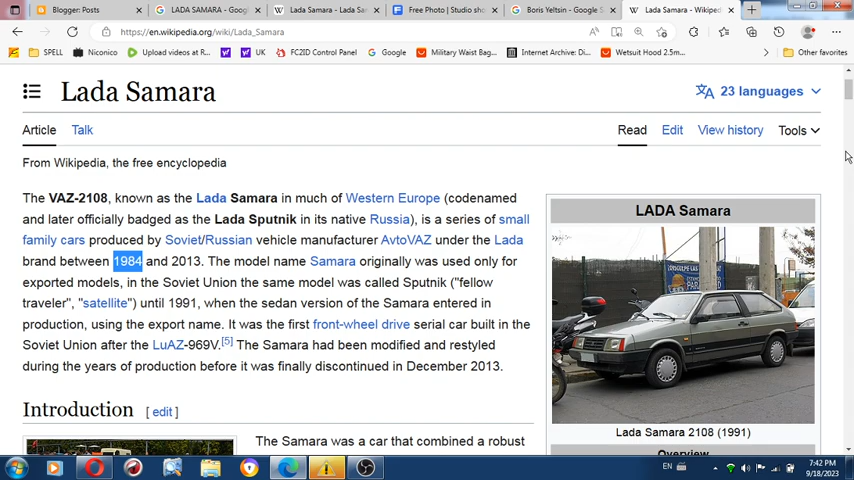 Blogger: Posts
LADA SAMARA - Googl
Lada Samara - Lada Sa
Free Photo | Studio sho
Boris Yeltsin - Google S
Lada Samara - Wikiped
https://en.wikipedia.org/wiki/Lada_Samara
SPELL
Niconico
Upload videos at R...
UK
FC2ID Control Panel
Google
Military Waist Bag...
Internet Archive: Di...
Wetsuit Hood 2.5m...
Other favorites
Lada Samara
23 languages
Article Talk
Read Edit View history Tools
From Wikipedia, the free encyclopedia
The VAZ-2108, known as the Lada Samara in much of Western Europe (codenamed
and later officially badged as the Lada Sputnik in its native Russia), is a series of small
family cars produced by Soviet/Russian vehicle manufacturer AvtoVAZ under the Lada
brand between 1984 and 2013. The model name Samara originally was used only for
exported models, in the Soviet Union the same model was called Sputnik ("fellow
traveler", "satellite") until 1991, when the sedan version of the Samara entered in
production, using the export name. It was the first front-wheel drive serial car built in the
Soviet Union after the LuAZ-969V.[5] The Samara had been modified and restyled
during the years of production before it was finally discontinued in December 2013.
LADA Samara
Lada Samara 2108 (1991)
Overview
Introduction [ edit ]
The Samara was a car that combined a robust
EN
7:42 PM
9/18/2023